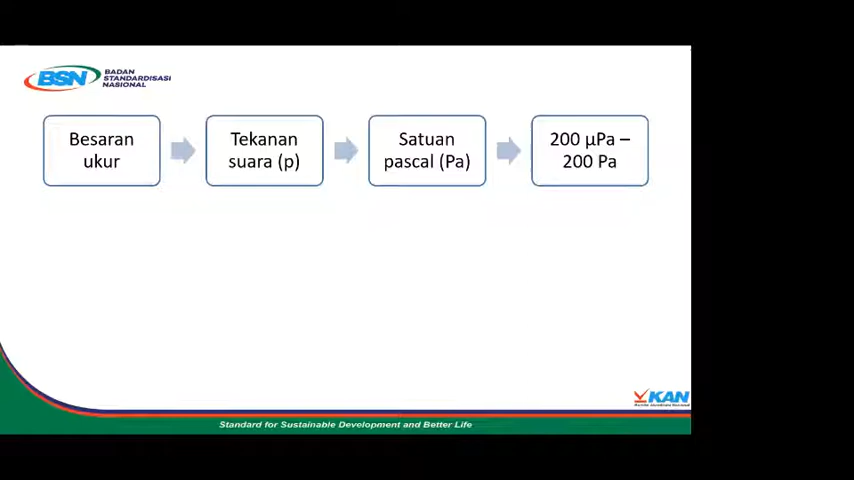 BSN
BADAN
STANDARDISASI
NASIONAL
Besaran
ukur
Tekanan
suara (p)
Satuan
pascal (Pa)
200 µPa –
200 Pa
KAN
Standard for Sustainable Development and Better Life